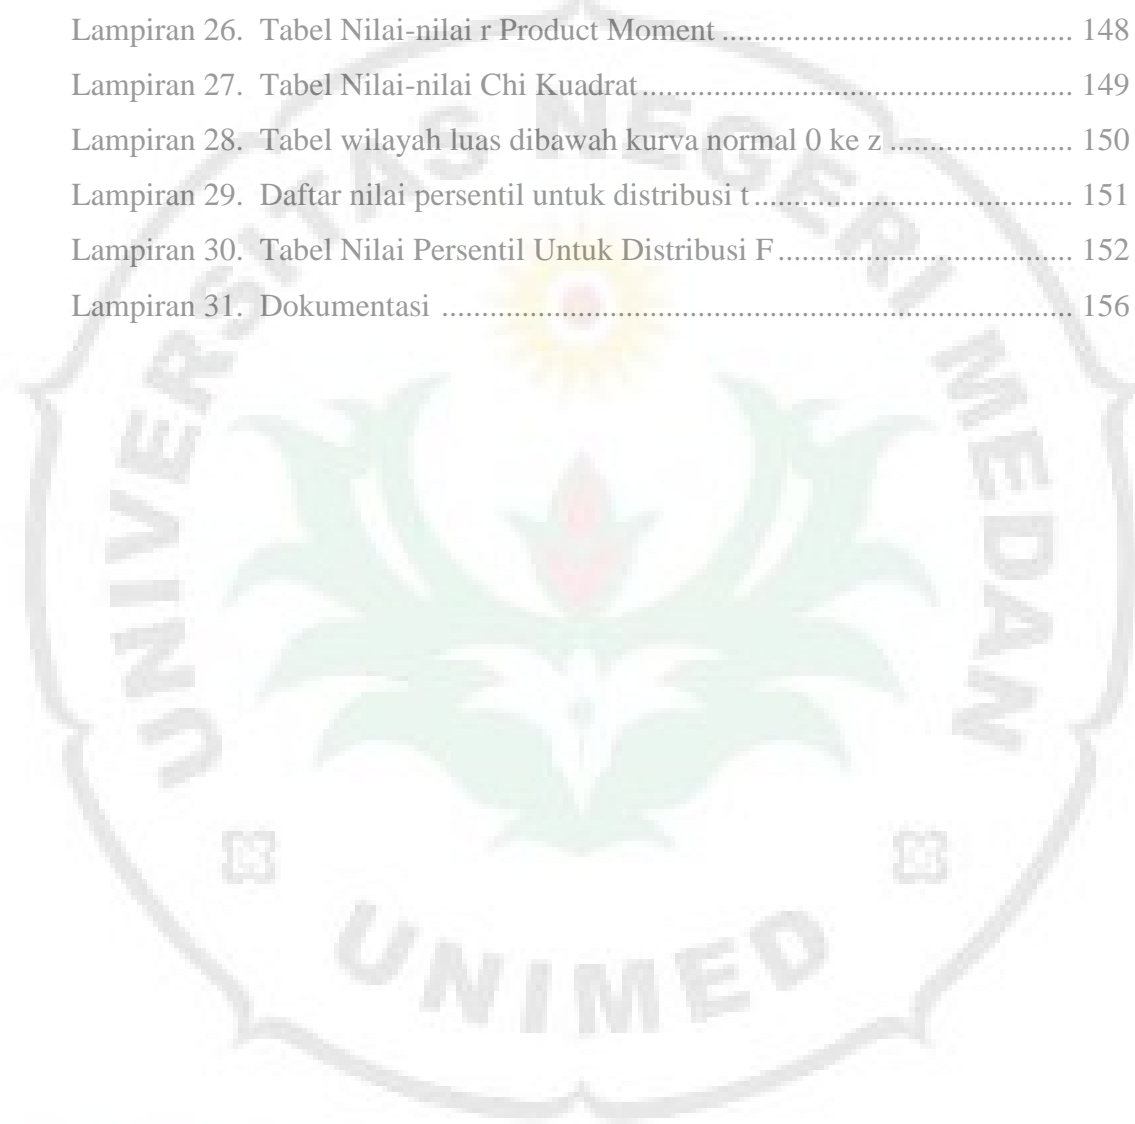 Lampiran 26. Tabel Nilai-nilai r Product Moment ............................................ 148
Lampiran 27. Tabel Nilai-nilai Chi Kuadrat ...................................................... 149
Lampiran 28. Tabel wilayah luas dibawah kurva normal 0 ke z ....................... 150
Lampiran 29. Daftar nilai persentil untuk distribusi t ........................................ 151
Lampiran 30. Tabel Nilai Persentil Untuk Distribusi F ..................................... 152
Lampiran 31. Dokumentasi ............................................................................... 156
UNIVERSITAS NEGERI MEDAN
UNIMED